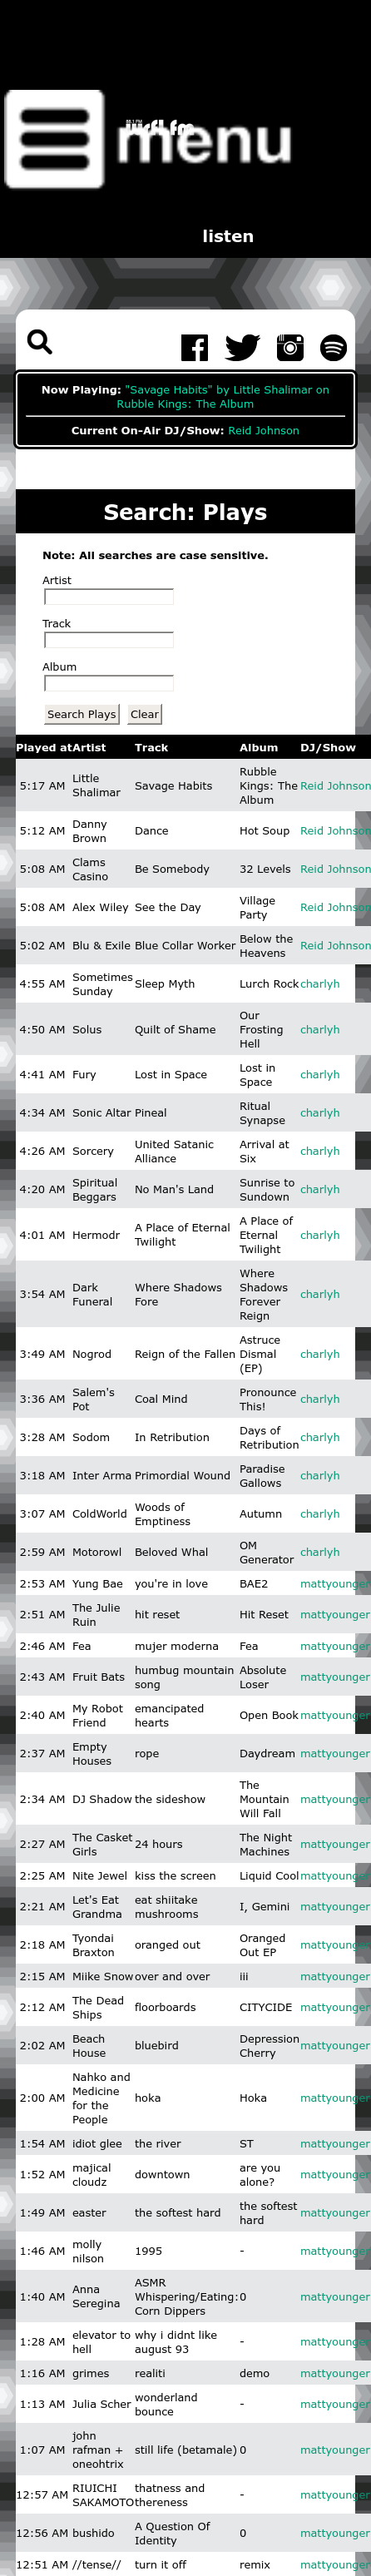 88.1 FM
wsfl.fm
menu
listen
Now Playing: "Savage Habits" by Little Shalimar on
Rubble Kings: The Album
Current On-Air DJ/Show: Reid Johnson
Search: Plays
Note: All searches are case sensitive.
Artist
Track
Album
Search Plays Clear
Played at Artist Track Album DJ/Show
5:17 AM Little Shalimar Savage Habits Rubble Kings: The Album Reid Johnson
5:12 AM Danny Brown Dance Hot Soup Reid Johnson
5:08 AM Clams Casino Be Somebody 32 Levels Reid Johnson
5:08 AM Alex Wiley See the Day Village Party Reid Johnson
5:02 AM Blu & Exile Blue Collar Worker Below the Heavens Reid Johnson
4:55 AM Sometimes Sunday Sleep Myth Lurch Rock charlyh
4:50 AM Solus Quilt of Shame Our Frosting Hell charlyh
4:41 AM Fury Lost in Space Lost in Space charlyh
4:34 AM Sonic Altar Pineal Ritual Synapse charlyh
4:26 AM Sorcery United Satanic Alliance Arrival at Six charlyh
4:20 AM Spiritual Beggars No Man's Land Sunrise to Sundown charlyh
4:01 AM Hermodr A Place of Eternal Twilight A Place of Eternal Twilight charlyh
3:54 AM Dark Funeral Where Shadows Fore Where Shadows Forever Reign charlyh
3:49 AM Nogrod Reign of the Fallen Astruce Dismal (EP) charlyh
3:36 AM Salem's Pot Coal Mind Pronounce This! charlyh
3:28 AM Sodom In Retribution Days of Retribution charlyh
3:18 AM Inter Arma Primordial Wound Paradise Gallows charlyh
3:07 AM ColdWorld Woods of Emptiness Autumn charlyh
2:59 AM Motorowl Beloved Whal OM Generator charlyh
2:53 AM Yung Bae you're in love BAE2 mattyounger
2:51 AM The Julie Ruin hit reset Hit Reset mattyounger
2:46 AM Fea mujer moderna Fea mattyounger
2:43 AM Fruit Bats humbug mountain song Absolute Loser mattyounger
2:40 AM My Robot Friend emancipated hearts Open Book mattyounger
2:37 AM Empty Houses rope Daydream mattyounger
2:34 AM DJ Shadow the sideshow The Mountain Will Fall mattyounger
2:27 AM The Casket Girls 24 hours The Night Machines mattyounger
2:25 AM Nite Jewel kiss the screen Liquid Cool mattyounger
2:21 AM Let's Eat Grandma eat shiitake mushrooms I, Gemini mattyounger
2:18 AM Tyondai Braxton oranged out Oranged Out EP mattyounger
2:15 AM Miike Snow over and over iii mattyounger
2:12 AM The Dead Ships floorboards CITYCIDE mattyounger
2:02 AM Beach House bluebird Depression Cherry mattyounger
2:00 AM Nahko and Medicine for the People hoka Hoka mattyounger
1:54 AM idiot glee the river ST mattyounger
1:52 AM majical cloudz downtown are you alone? mattyounger
1:49 AM easter the softest hard the softest hard mattyounger
1:46 AM molly nilson 1995 - mattyounger
1:40 AM Anna Seregina ASMR Whispering/Eating: Corn Dippers 0 mattyounger
1:28 AM elevator to hell why i didnt like august 93 - mattyounger
1:16 AM grimes realiti demo mattyounger
1:13 AM Julia Scher wonderland bounce - mattyounger
1:07 AM john rafman + oneohtrix still life (betamale) 0 mattyounger
12:57 AM RIUICHI SAKAMOTO thatness and thereness - mattyounger
12:56 AM bushido A Question Of Identity 0 mattyounger
12:51 AM //tense// turn it off remix mattyounger